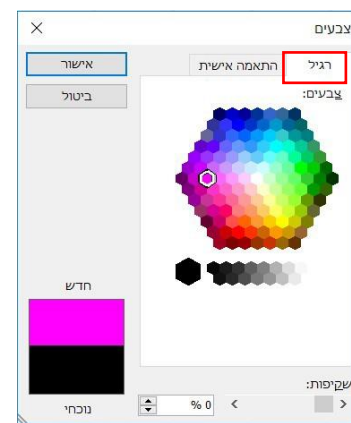 צבעים
רגיל
התאמה אישית
צבעים:
אישור
ביטול
חדש
נוכחי
שקיפות:
0 %